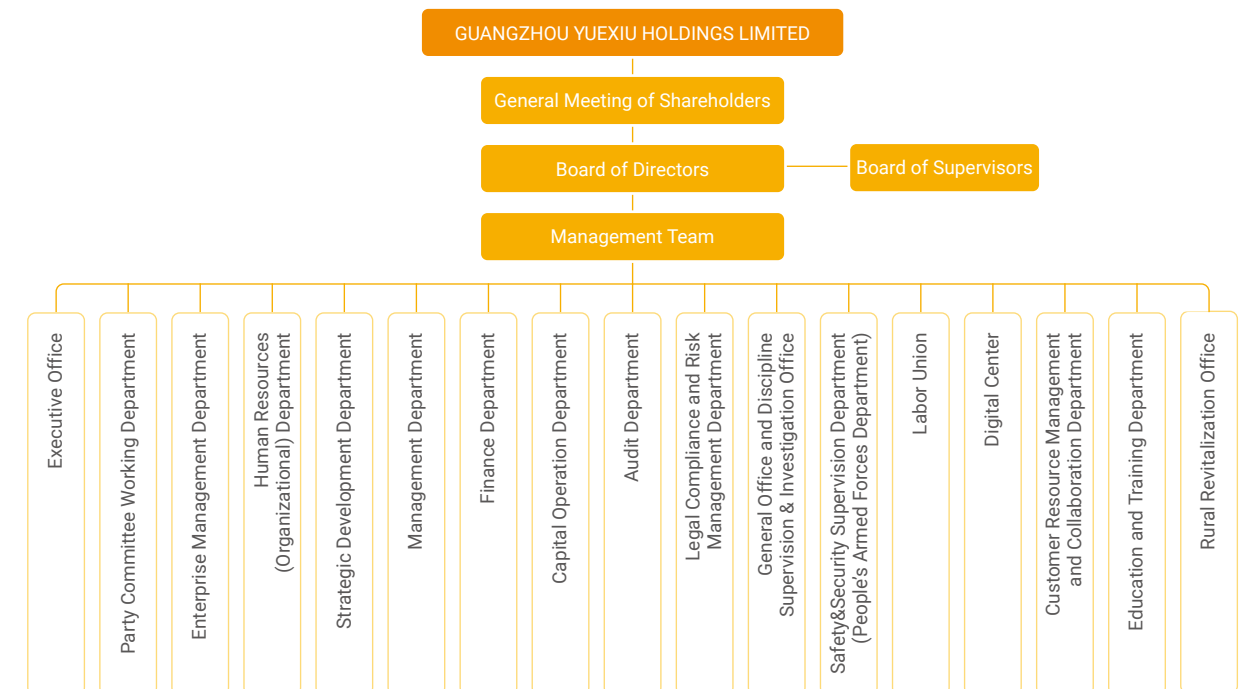 GUANGZHOU YUEXIU HOLDINGS LIMITED
General Meeting of Shareholders
Board of Directors
Board of Supervisors
Management Team
Executive Office
Party Committee Working Department
Enterprise Management Department
Human Resources
(Organizational) Department
Strategic Development Department
Management Department
Finance Department
Capital Operation Department
Audit Department
Legal Compliance and Risk
Management Department
General Office and Discipline
Supervision & Investigation Office
Safety&Security Supervision Department
(People's Armed Forces Department)
Labor Union
Digital Center
Customer Resource Management
and Collaboration Department
Education and Training Department
Rural Revitalization Office